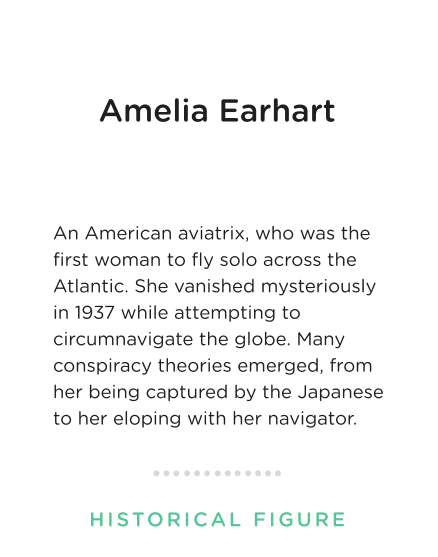 Amelia Earhart
An American aviatrix, who was the
first woman to fly solo across the
Atlantic. She vanished mysteriously
in 1937 while attempting to
circumnavigate the globe. Many
conspiracy theories emerged, from
her being captured by the Japanese
to her eloping with her navigator.
HISTORICAL FIGURE